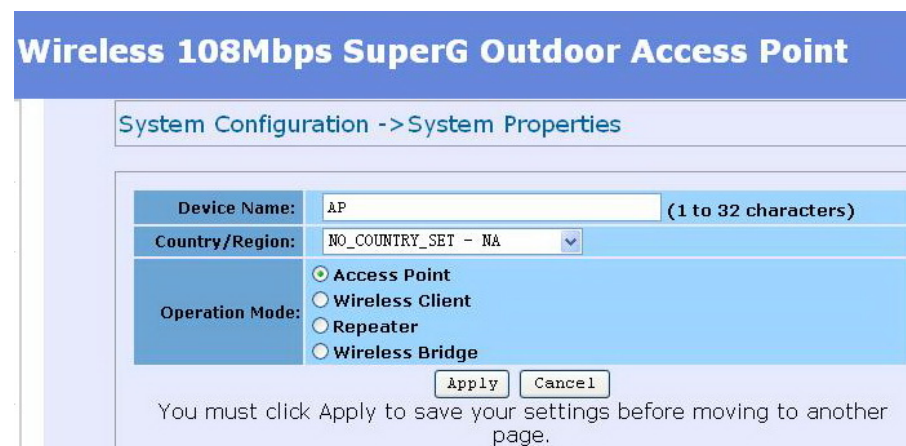 Wireless 108Mbps SuperG Outdoor Access Point
System Configuration ->System Properties
Device Name: AP (1 to 32 characters)
Country/Region: NO_COUNTRY_SET - NA
Operation Mode:
Access Point
Wireless Client
Repeater
Wireless Bridge
Apply Cancel
You must click Apply to save your settings before moving to another
page.